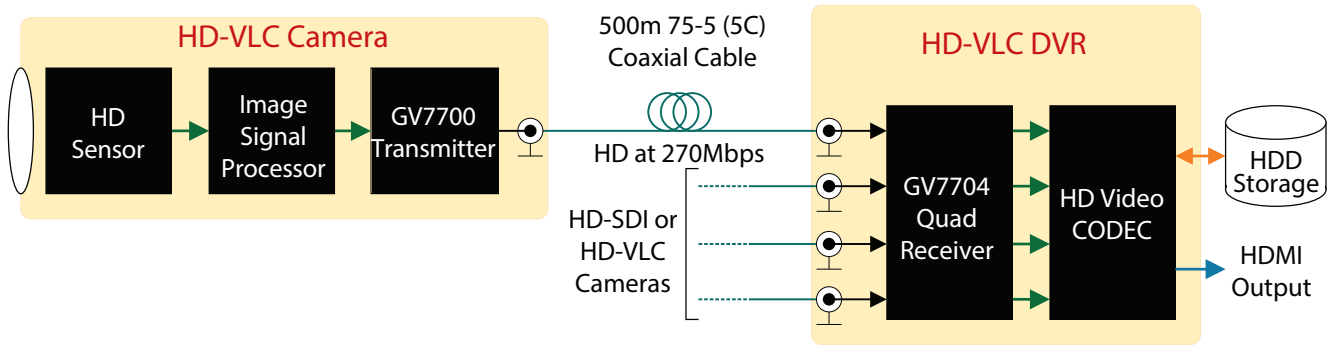 HD-VLC Camera
HD
Sensor
Image
Signal
Processor
GV7700
Transmitter
500m 75-5 (5C)
Coaxial Cable
HD at 270Mbps
HD-SDI or
HD-VLC
Cameras
HD-VLC DVR
GV7704
Quad
Receiver
HD Video
CODEC
HDD
Storage
HDMI
Output